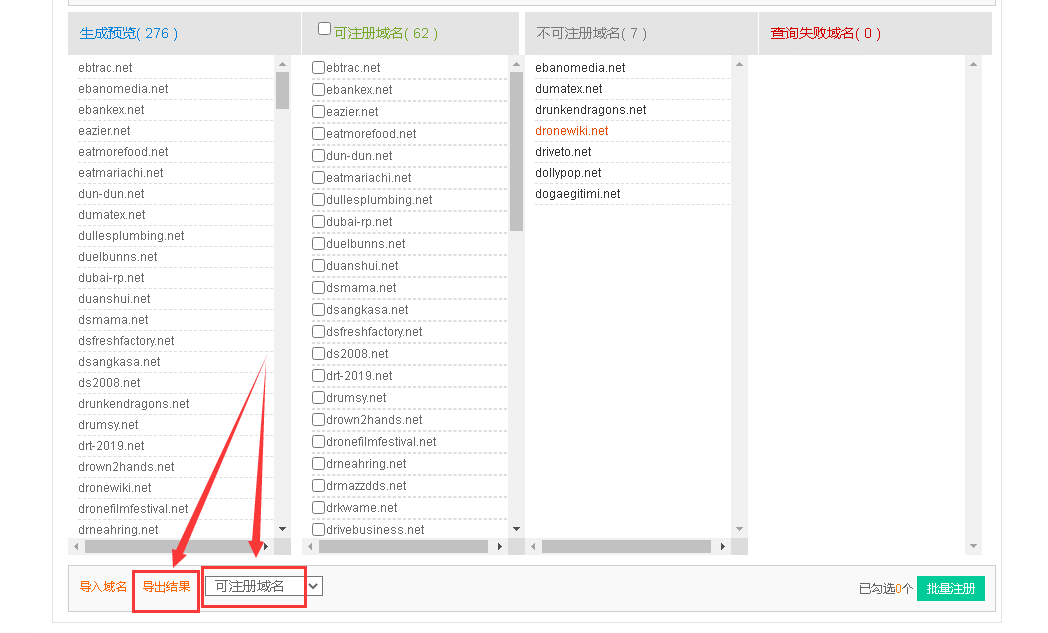 生成预览( 276 )
ebtrac.net
ebanomedia.net
ebankex.net
eazier.net
eatmorefood.net
eatmariachi.net
dun-dun.net
dumatex.net
dullesplumbing.net
duelbunns.net
dubai-rp.net
duanshui.net
dsmama.net
dsfreshfactory.net
dsangkasa.net
ds2008.net
drunkendragons.net
drumsy.net
drt-2019.net
drown2hands.net
dronewiki.net
dronefilmfestival.net
drneahring.net
可注册域名( 62 )
ebtrac.net
ebankex.net
eazier.net
eatmorefood.net
dun-dun.net
eatmariachi.net
dullesplumbing.net
dubai-rp.net
duelbunns.net
duanshui.net
dsmama.net
dsangkasa.net
dsfreshfactory.net
ds2008.net
drt-2019.net
drumsy.net
drown2hands.net
dronefilmfestival.net
drneahring.net
drmazzdds.net
drkwame.net
drivebusiness.net
不可注册域名( 7 )
ebanomedia.net
dumatex.net
drunkendragons.net
dronewiki.net
driveto.net
dollypop.net
dogaegitimi.net
查询失败域名( 0 )
导入域名 导出结果 可注册域名 已勾选0个 批量注册